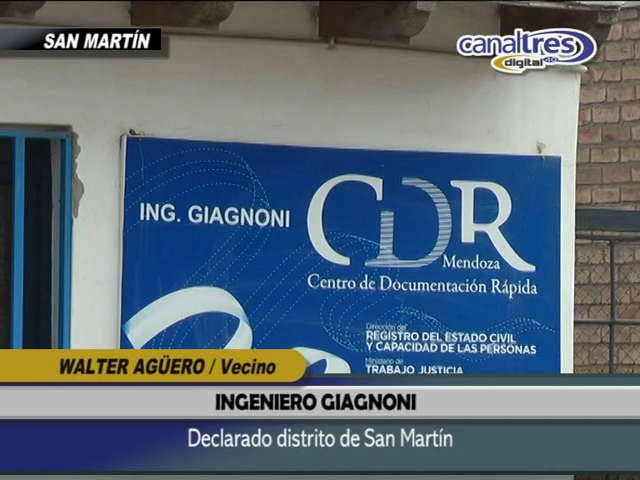 SAN MARTÍN
canaltres
digital HD
ING. GIAGNONI
CDR
Mendoza
Centro de Documentación Rápida
Dirección del
REGISTRO DEL ESTADO CIVIL
Y CAPACIDAD DE LAS PERSONAS
Ministerio de
TRABAJO JUSTICIA
WALTER AGÜERO / Vecino
INGENIERO GIAGNONI
Declarado distrito de San Martín